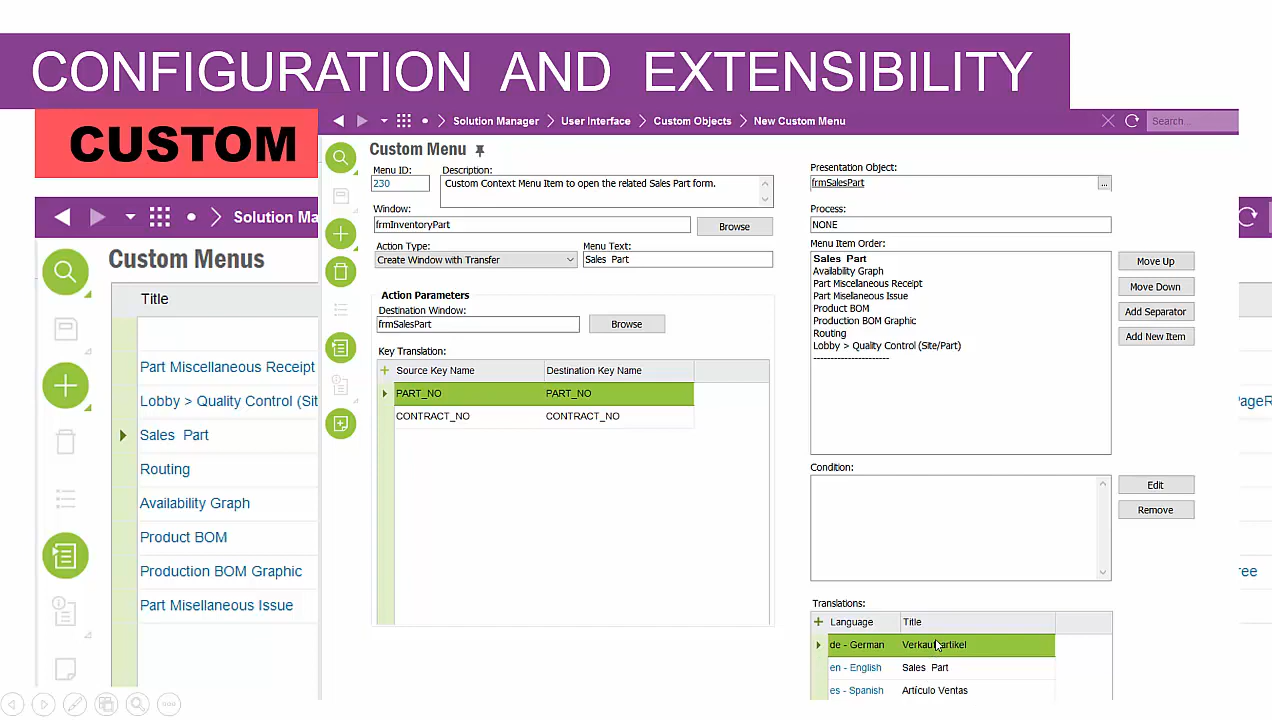 CONFIGURATION AND EXTENSIBILITY
CUSTOM
Solution Ma
Custom Menus
Title
Part Miscellaneous Receipt
Lobby > Quality Control (Sit
Sales Part
Routing
Availability Graph
Product BOM
Production BOM Graphic
Part Misellaneous Issue
Solution Manager
User Interface
Custom Objects
New Custom Menu
Search...
Custom Menu
Menu ID:
Description:
230
Custom Context Menu Item to open the related Sales Part form.
Window:
frmInventoryPart
Browse
Action Type:
Menu Text:
Create Window with Transfer
Sales Part
Action Parameters
Destination Window:
frmSalesPart
Browse
Key Translation:
+ Source Key Name
Destination Key Name
PART_NO
PART_NO
CONTRACT_NO
CONTRACT_NO
Presentation Object:
frmSalesPart
...
Process:
NONE
Menu Item Order:
Sales Part
Availability Graph
Part Miscellaneous Receipt
Part Miselaneous Issue
Product BOM
Production BOM Graphic
Routing
Lobby > Quality Control (Site/Part)
----------------------
Move Up
Move Down
Add Separator
Add New Item
Condition:
Edit
Remove
Translations:
+ Language
Title
de - German
Verkaufsartikel
en - English
Sales Part
es - Spanish
Artículo Ventas
PageR
ree